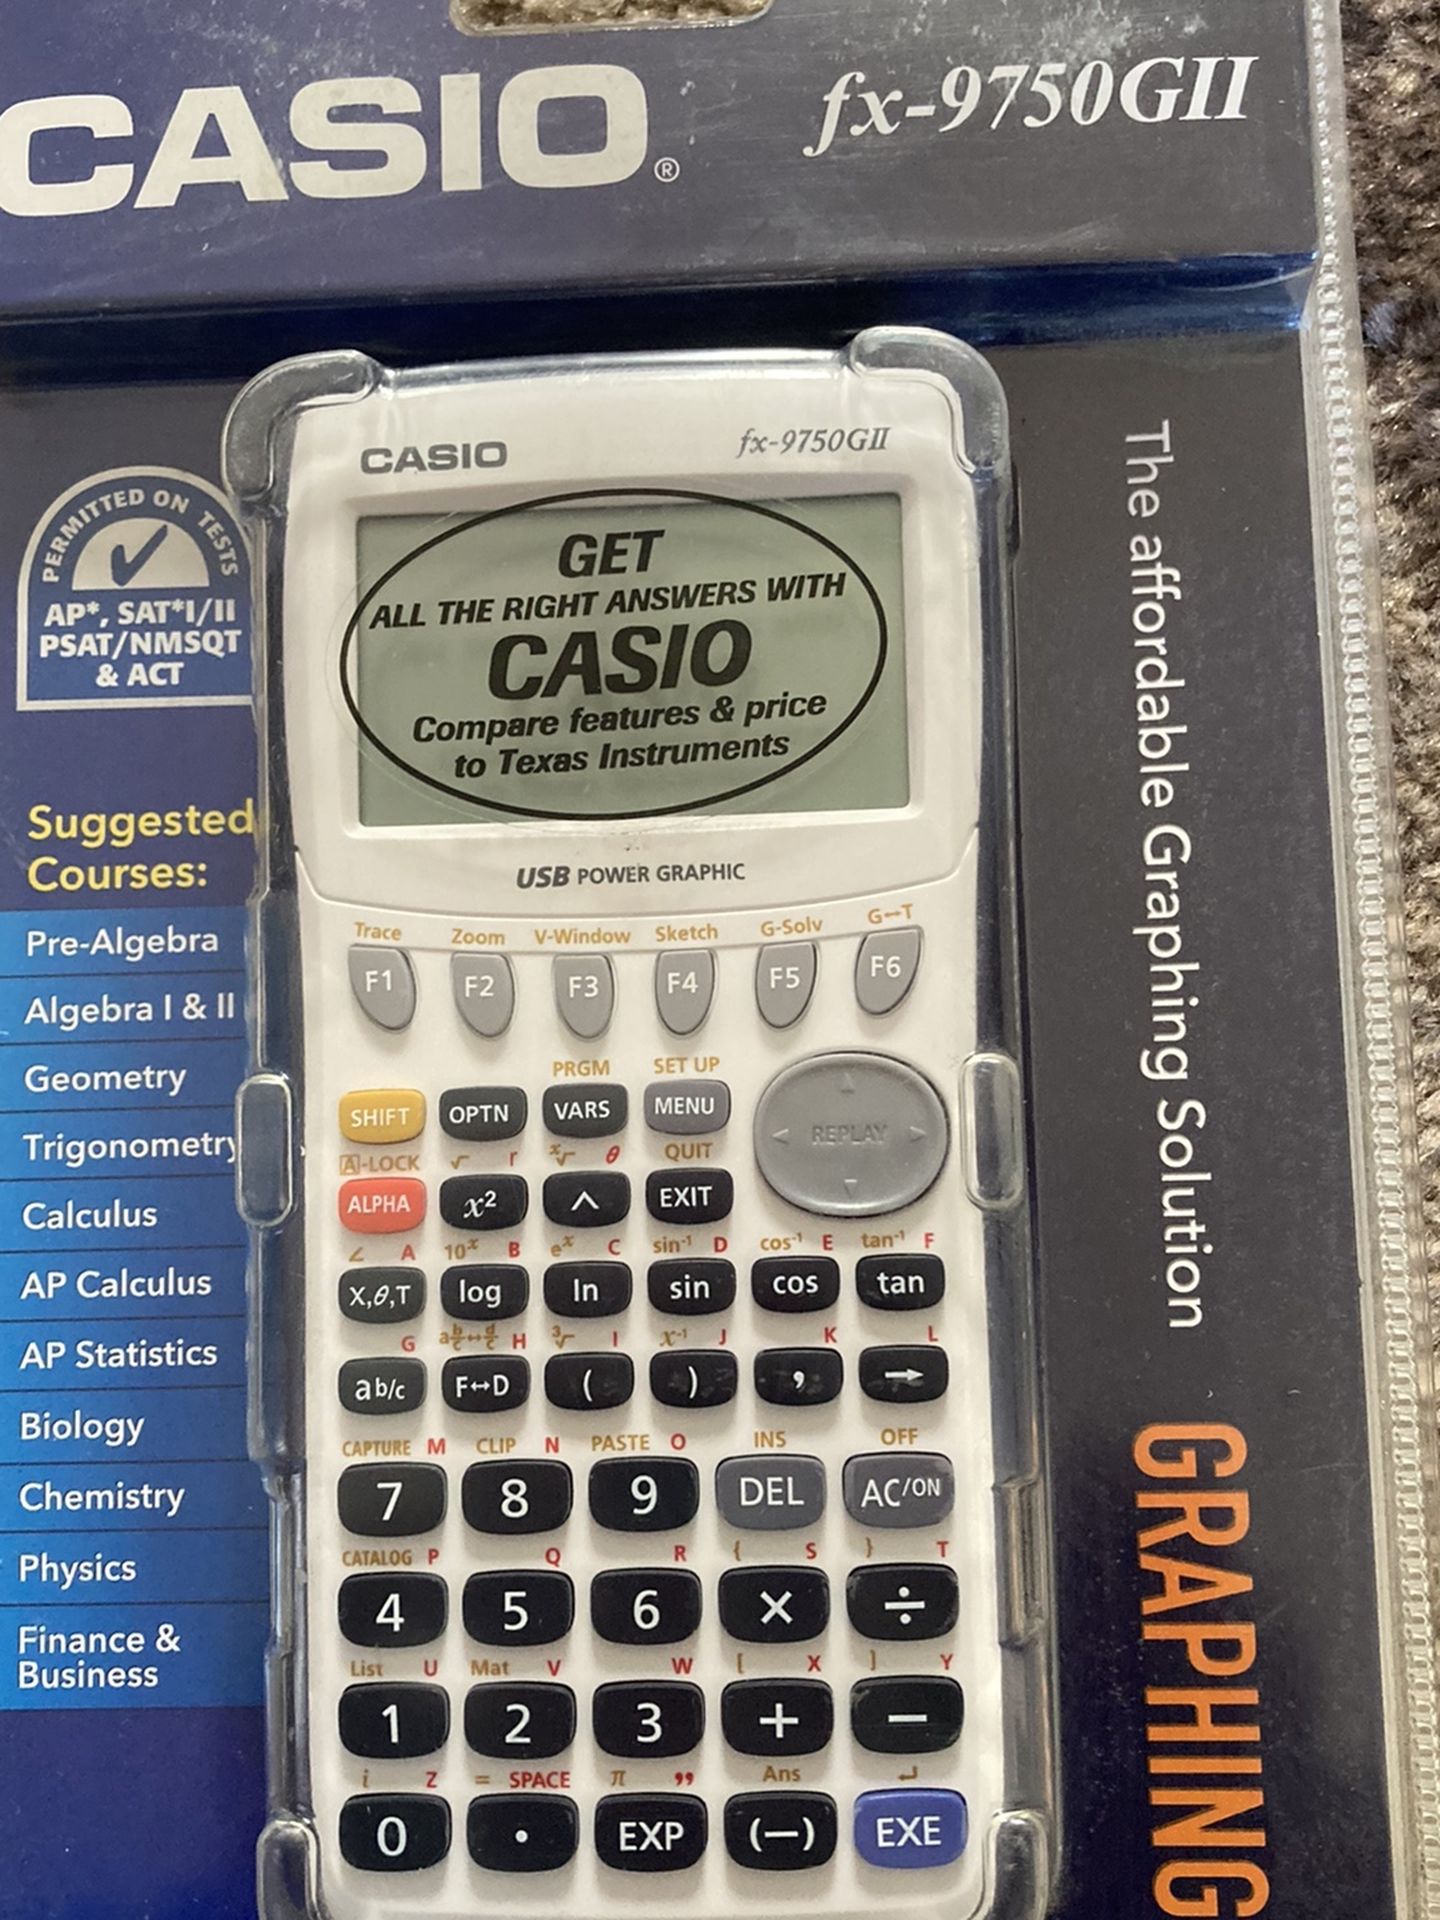 CASIO®
fx-9750GII
CASIO
fx-9750GII
GET
ALL THE RIGHT ANSWERS WITH
CASIO
Compare features & price
to Texas Instruments
USB POWER GRAPHIC
PERMITTED ON TESTS
AP*, SAT*I/II
PSAT/NMSQT
& ACT
Suggested
Courses:
Pre-Algebra
Algebra I & II
Geometry
Trigonometry
Calculus
AP Calculus
AP Statistics
Biology
Chemistry
Physics
Finance &
Business
Trace Zoom V-Window Sketch G-Solv G↔T
F1 F2 F3 F4 F5 F6
PRGM SET UP
SHIFT OPTN VARS MENU
REPLAY
A-LOCK √ r ˣ√ θ QUIT
ALPHA x² ^ EXIT
∠ A 10ˣ B eˣ C sin⁻¹ D cos⁻¹ E tan⁻¹ F
X,θ,T log ln sin cos tan
G a b/c↔d/c H ³√ I x⁻¹ J K L
ab/c F↔D ( ) , →
CAPTURE M CLIP N PASTE O INS OFF
7 8 9 DEL AC/ON
CATALOG P Q R { S } T
4 5 6 × ÷
List U Mat V W [ X ] Y
1 2 3 + −
i Z = SPACE π " Ans ↵
0 . EXP (−) EXE
The affordable Graphing Solution
GRAPHING